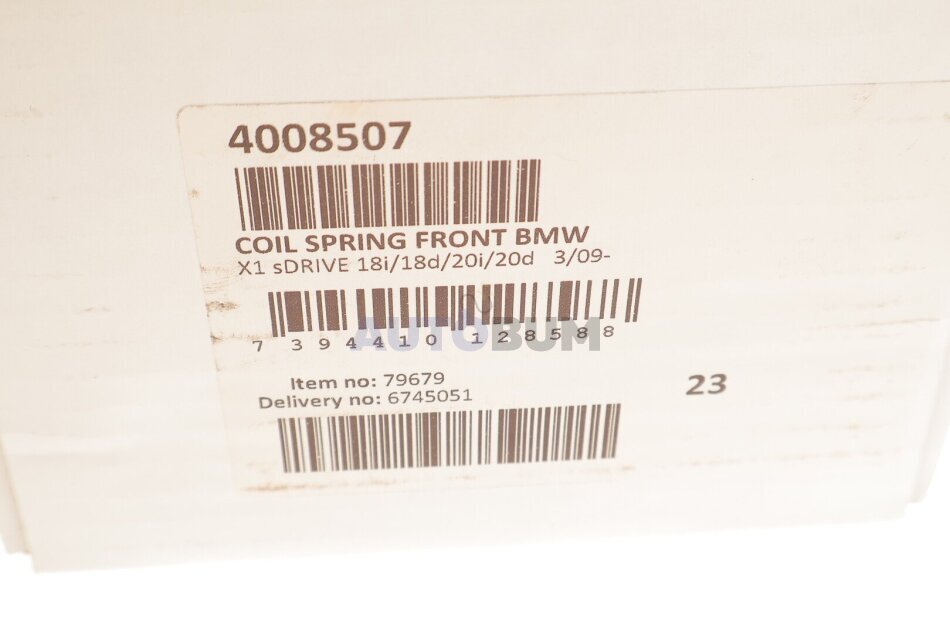 4008507
COIL SPRING FRONT BMW
X1 sDRIVE 18i/18d/20i/20d 3/09-
7 394410 128588
AUTOBUM
Item no: 79679
Delivery no: 6745051
23